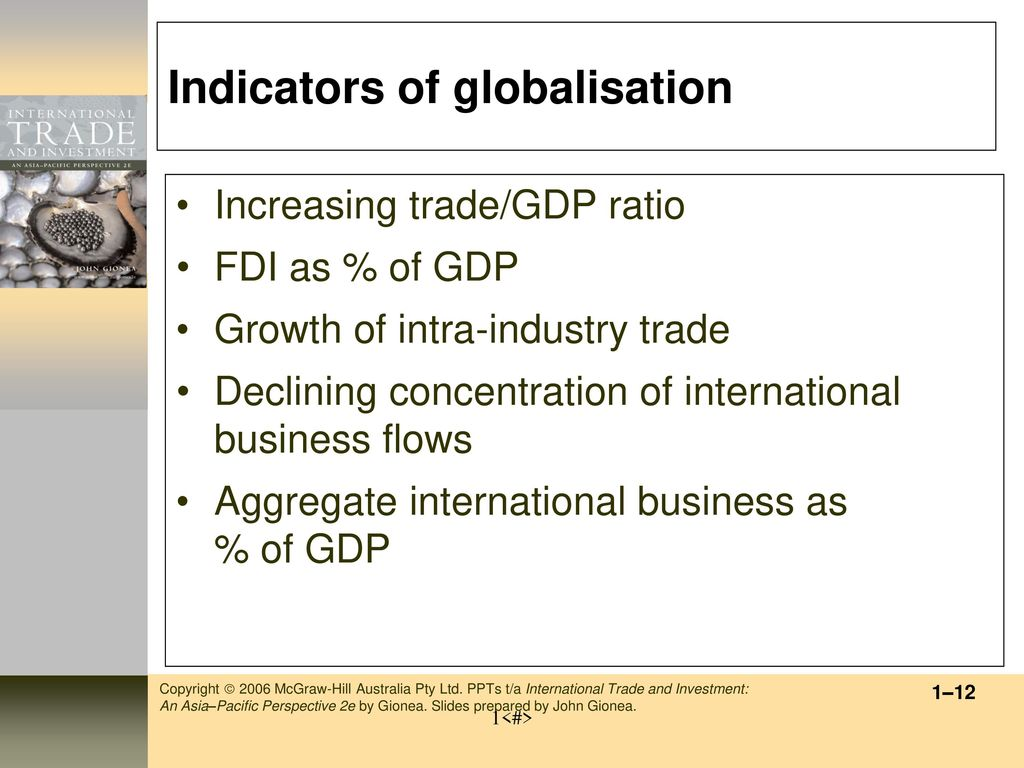 Indicators of globalisation
INTERNATIONAL
TRADE
AND INVESTMENT
AN ASIA–PACIFIC PERSPECTIVE 2E
JOHN GIONEA
• Increasing trade/GDP ratio
• FDI as % of GDP
• Growth of intra-industry trade
• Declining concentration of international
business flows
• Aggregate international business as
% of GDP
Copyright © 2006 McGraw-Hill Australia Pty Ltd. PPTs t/a International Trade and Investment:
An Asia–Pacific Perspective 2e by Gionea. Slides prepared by John Gionea.
1–12
1<#>